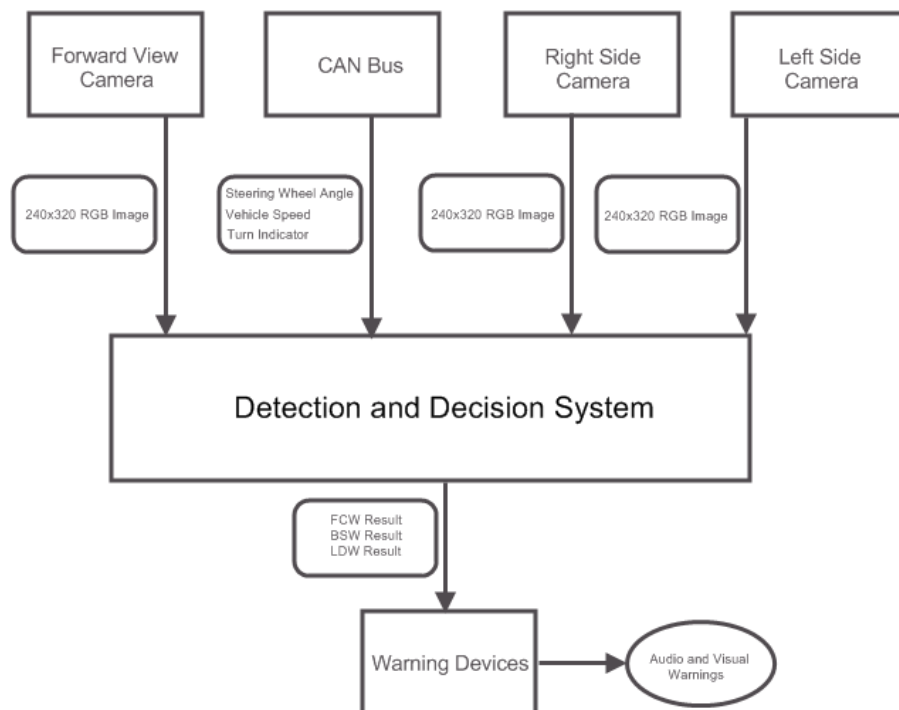 Forward View
Camera
CAN Bus
Right Side
Camera
Left Side
Camera
240x320 RGB Image
Steering Wheel Angle
Vehicle Speed
Turn Indicator
240x320 RGB Image
240x320 RGB Image
Detection and Decision System
FCW Result
BSW Result
LDW Result
Warning Devices
Audio and Visual
Warnings